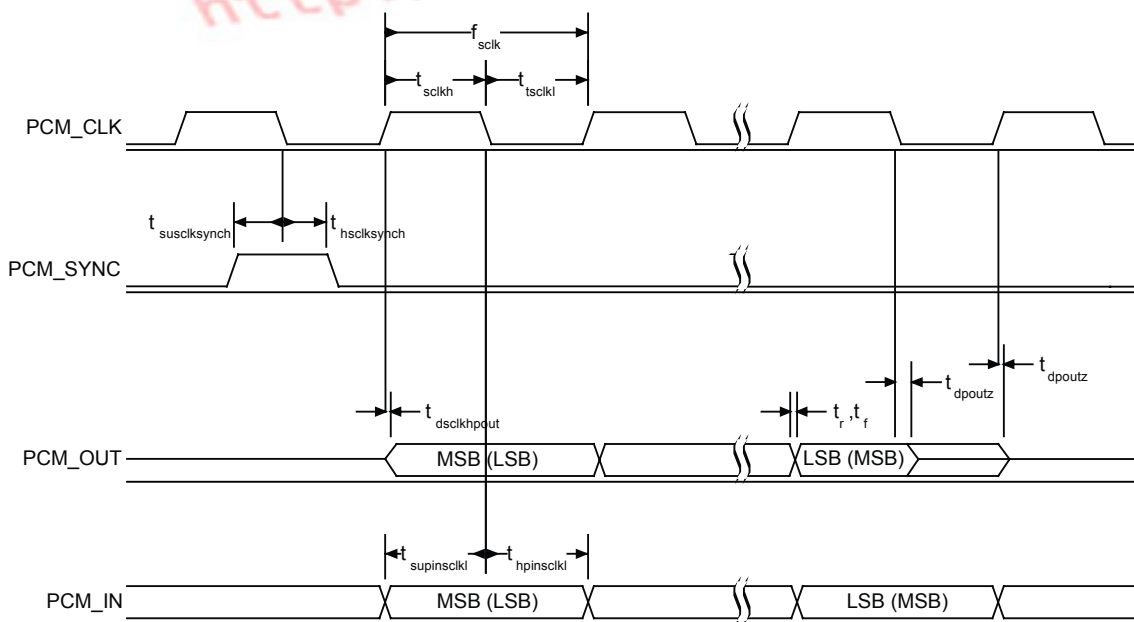 http
f sclk
t sclkh
t tsclkl
PCM_CLK
t susclksynch
t hsclksynch
PCM_SYNC
t dpoutz
t dpoutz
t dsclkhpout
t r ,t f
PCM_OUT
MSB (LSB)
LSB (MSB)
t supinsclkl
t hpinsclkl
PCM_IN
MSB (LSB)
LSB (MSB)